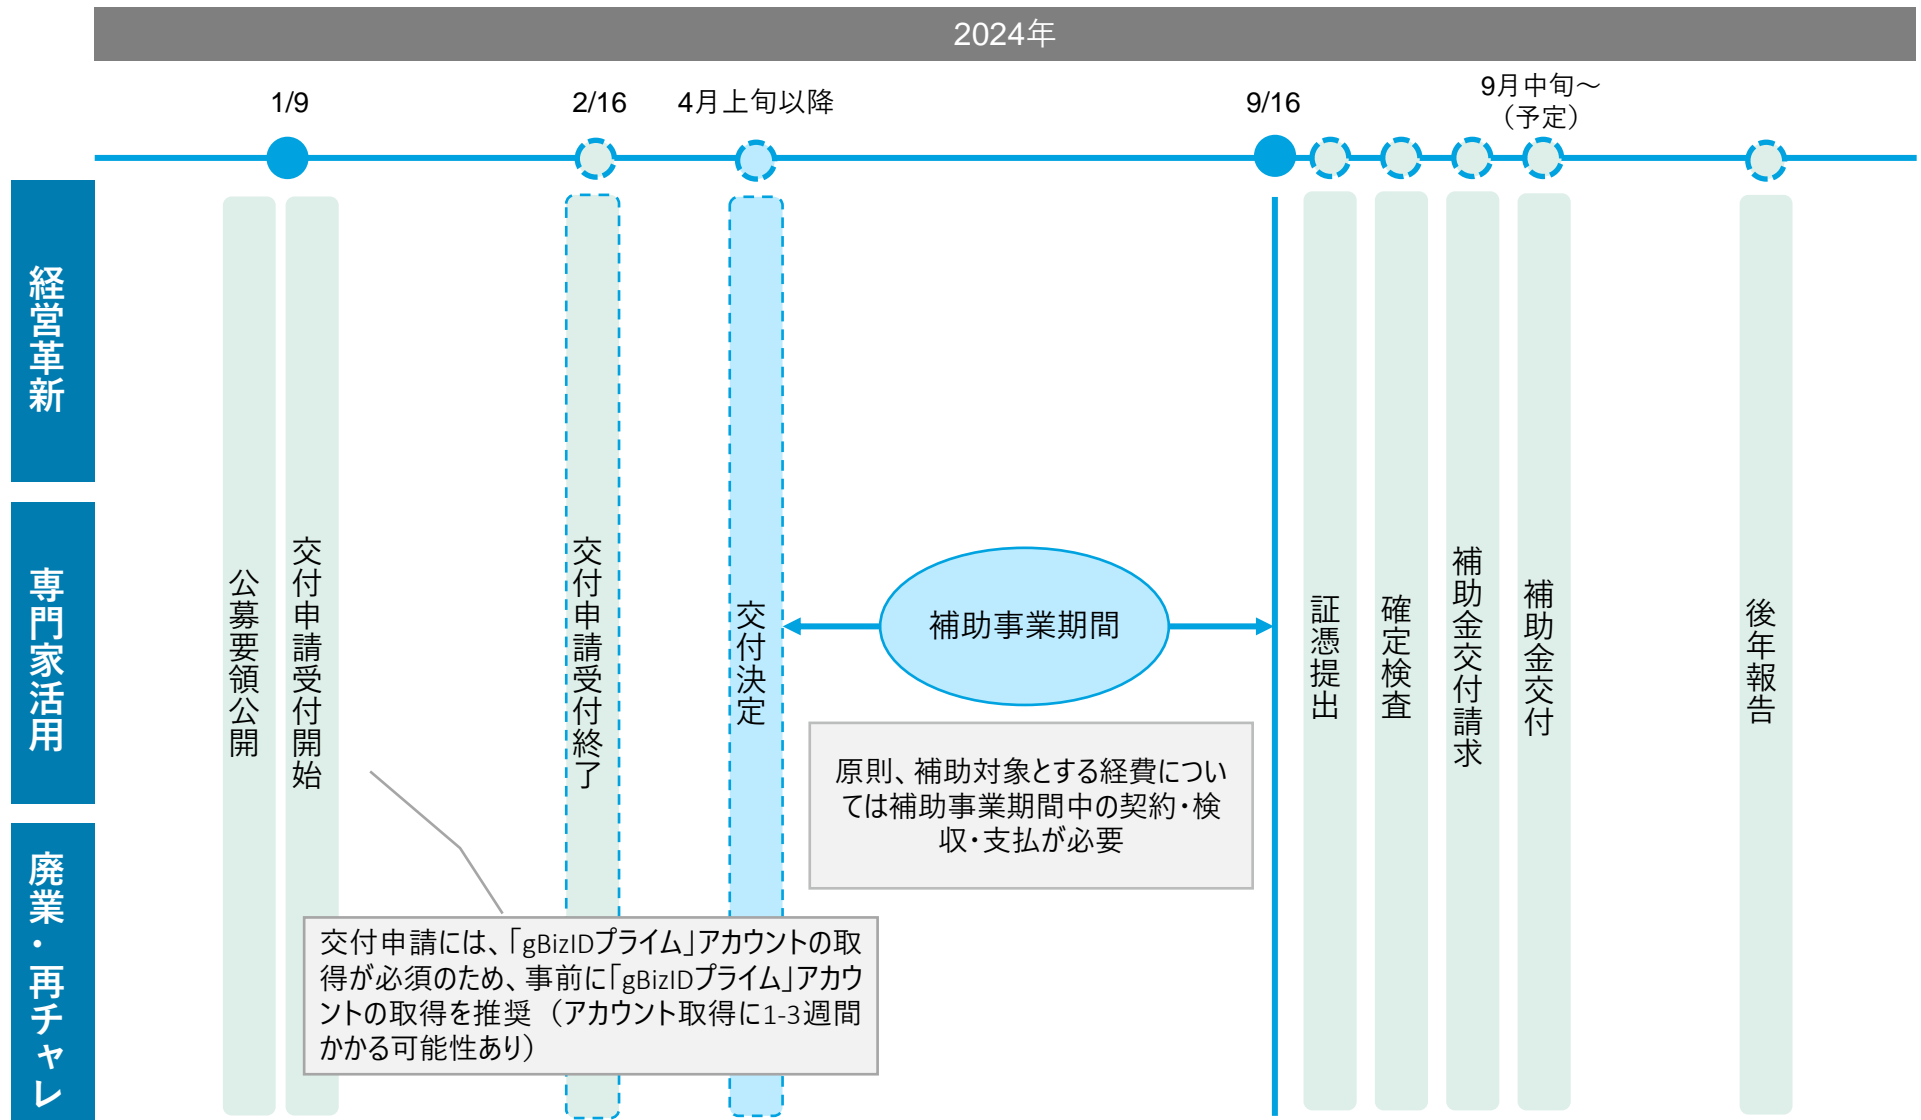 2024年
1/9
2/16
4月上旬以降
9/16
9月中旬～
（予定）
経営革新
専門家活用
廃業・再チャレ
公募要領公開
交付申請受付開始
交付申請受付終了
交付決定
補助事業期間
証憑提出
確定検査
補助金交付請求
補助金交付
後年報告
原則、補助対象とする経費につい
ては補助事業期間中の契約・検
収・支払が必要
交付申請には、「gBizIDプライム」アカウントの取
得が必須のため、事前に「gBizIDプライム」アカウ
ントの取得を推奨（アカウント取得に1-3週間
かかる可能性あり）